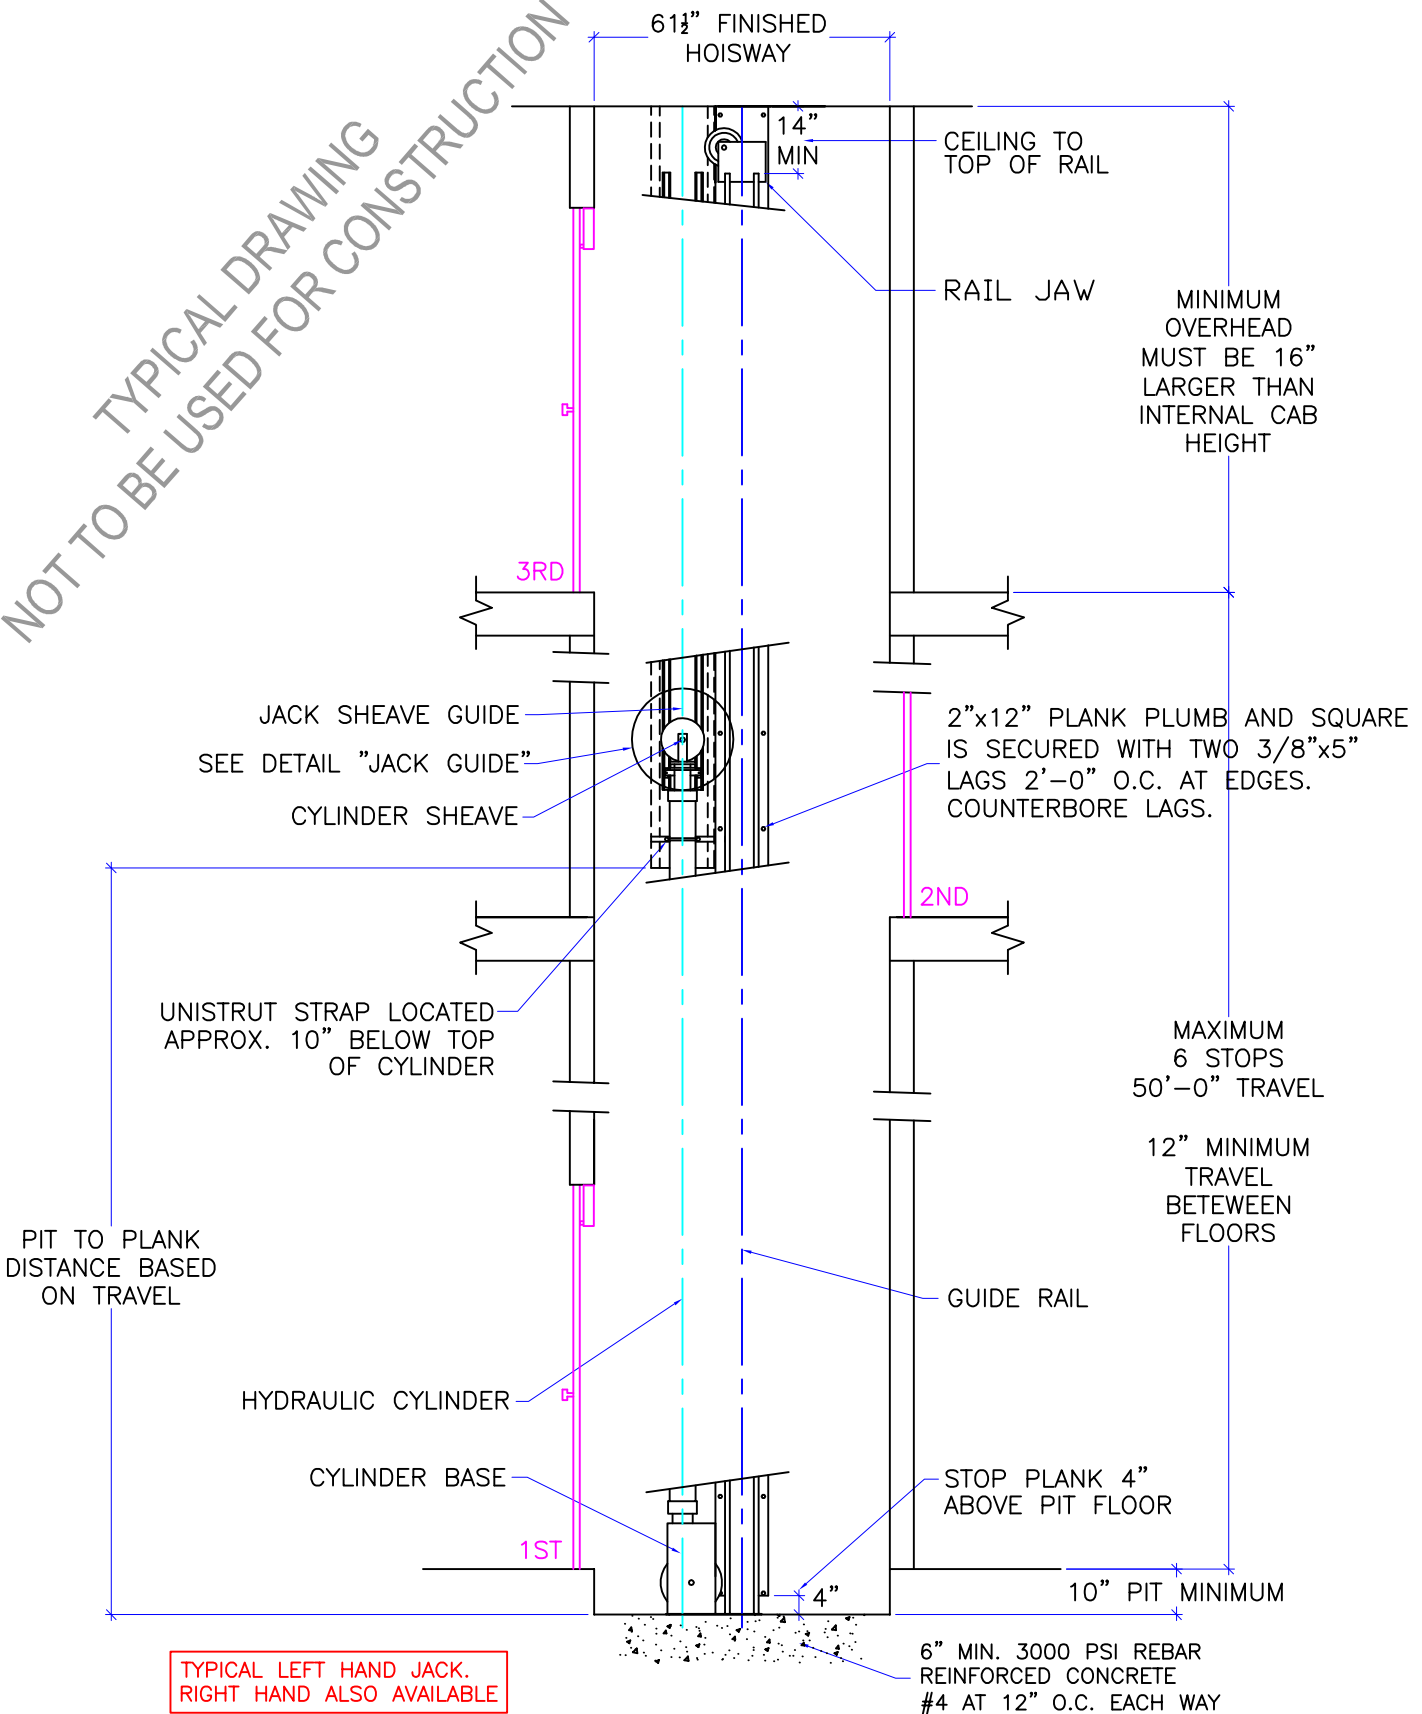 61½” FINISHED
HOISWAY
TYPICAL DRAWING
NOT TO BE USED FOR CONSTRUCTION
14”
MIN
CEILING TO
TOP OF RAIL
RAIL JAW
MINIMUM
OVERHEAD
MUST BE 16”
LARGER THAN
INTERNAL CAB
HEIGHT
3RD
JACK SHEAVE GUIDE
SEE DETAIL ”JACK GUIDE”
CYLINDER SHEAVE
2”x12” PLANK PLUMB AND SQUARE
IS SECURED WITH TWO 3/8”x5”
LAGS 2’-0” O.C. AT EDGES.
COUNTERBORE LAGS.
2ND
UNISTRUT STRAP LOCATED
APPROX. 10” BELOW TOP
OF CYLINDER
MAXIMUM
6 STOPS
50’-0” TRAVEL
12” MINIMUM
TRAVEL
BETEWEEN
FLOORS
PIT TO PLANK
DISTANCE BASED
ON TRAVEL
GUIDE RAIL
HYDRAULIC CYLINDER
CYLINDER BASE
STOP PLANK 4”
ABOVE PIT FLOOR
1ST
4”
10” PIT MINIMUM
6” MIN. 3000 PSI REBAR
REINFORCED CONCRETE
#4 AT 12” O.C. EACH WAY
TYPICAL LEFT HAND JACK.
RIGHT HAND ALSO AVAILABLE